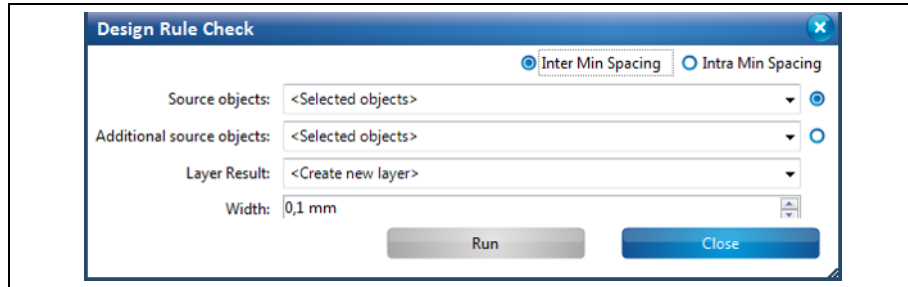 Design Rule Check
Inter Min Spacing Intra Min Spacing
Source objects: <Selected objects>
Additional source objects: <Selected objects>
Layer Result: <Create new layer>
Width: 0,1 mm
Run Close